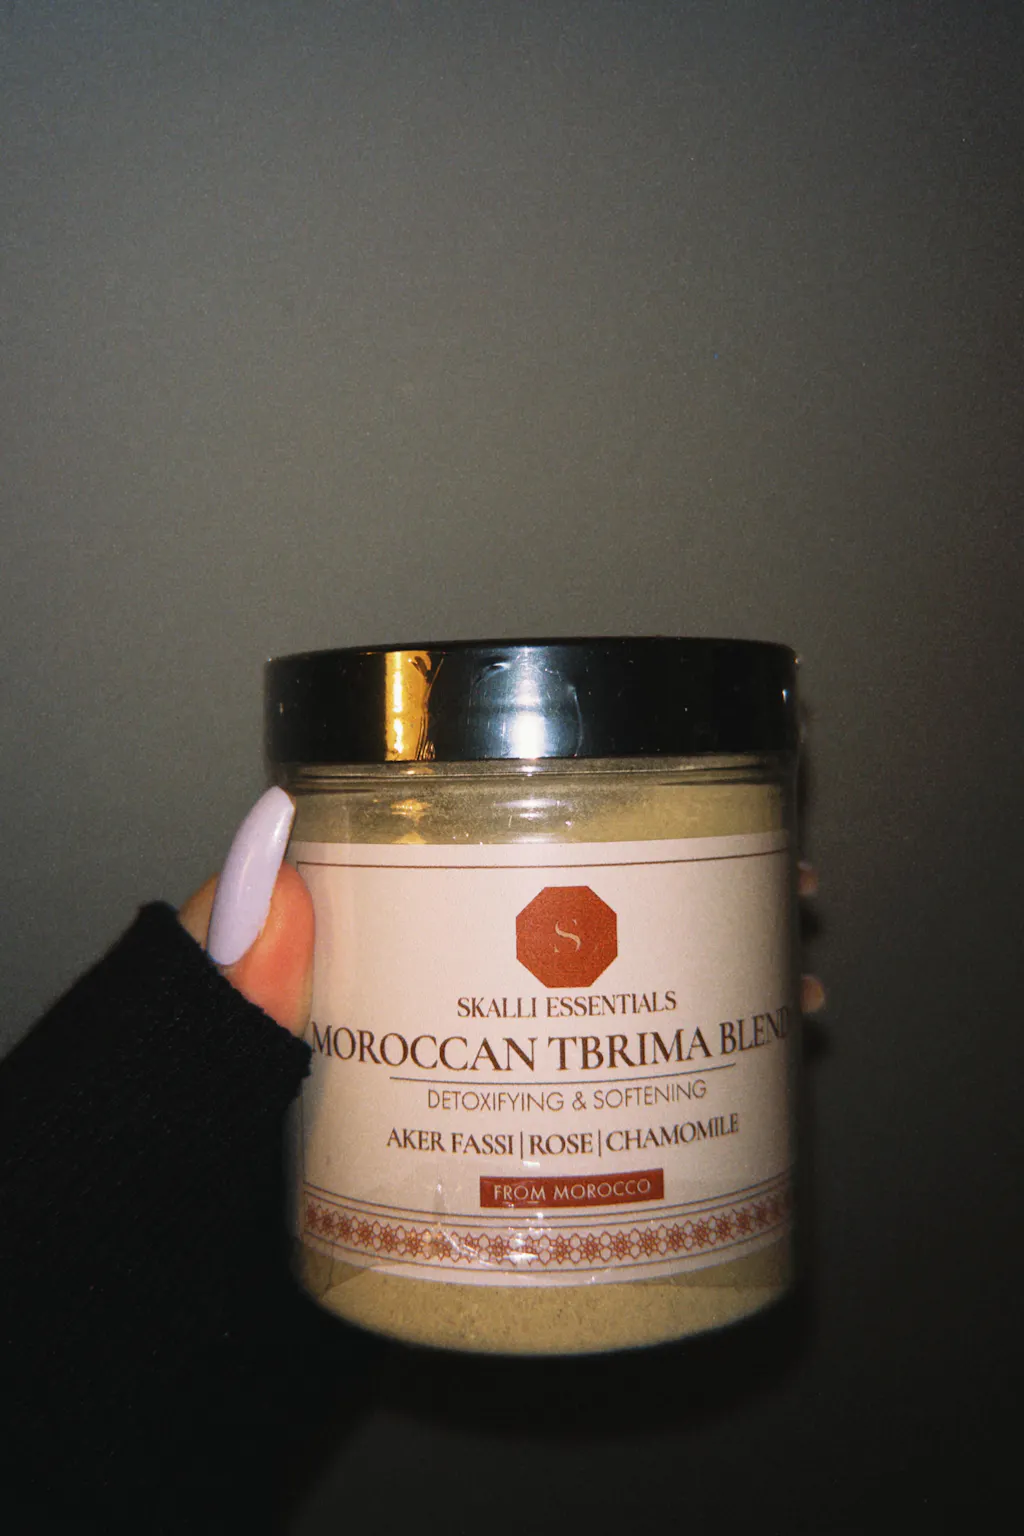 S
SKALLI ESSENTIALS
MOROCCAN TBRIMA BLEND
DETOXIFYING & SOFTENING
AKER FASSI|ROSE|CHAMOMILE
FROM MOROCCO